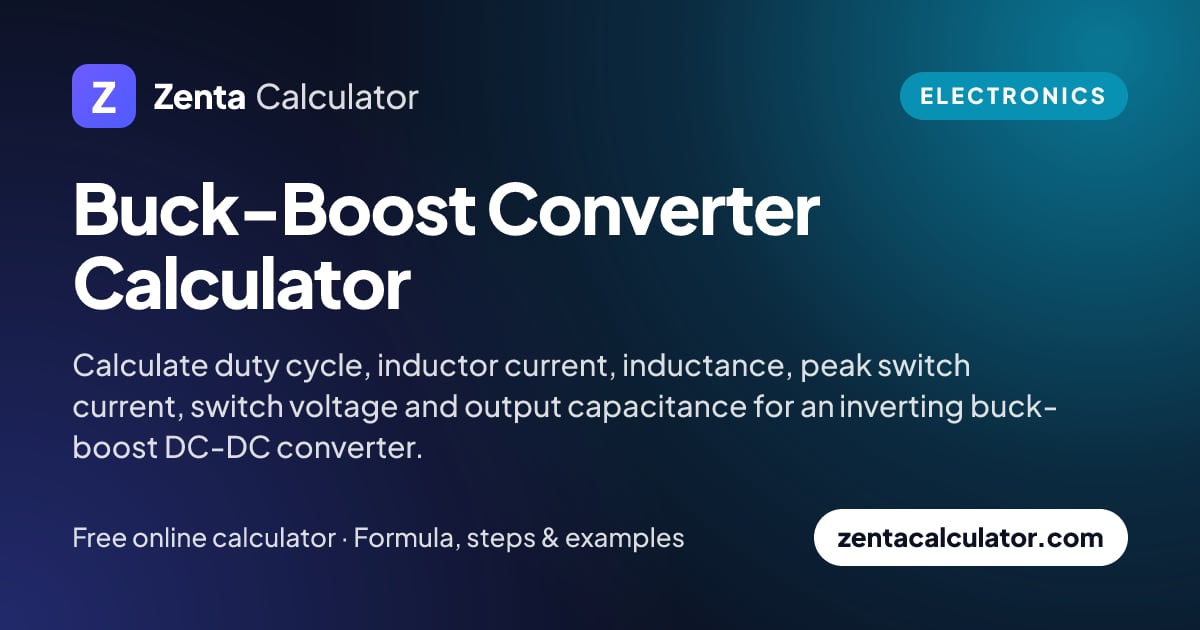 Z
Zenta Calculator
ELECTRONICS
Buck–Boost Converter
Calculator
Calculate duty cycle, inductor current, inductance, peak switch
current, switch voltage and output capacitance for an inverting buck-
boost DC-DC converter.
Free online calculator · Formula, steps & examples
zentacalculator.com